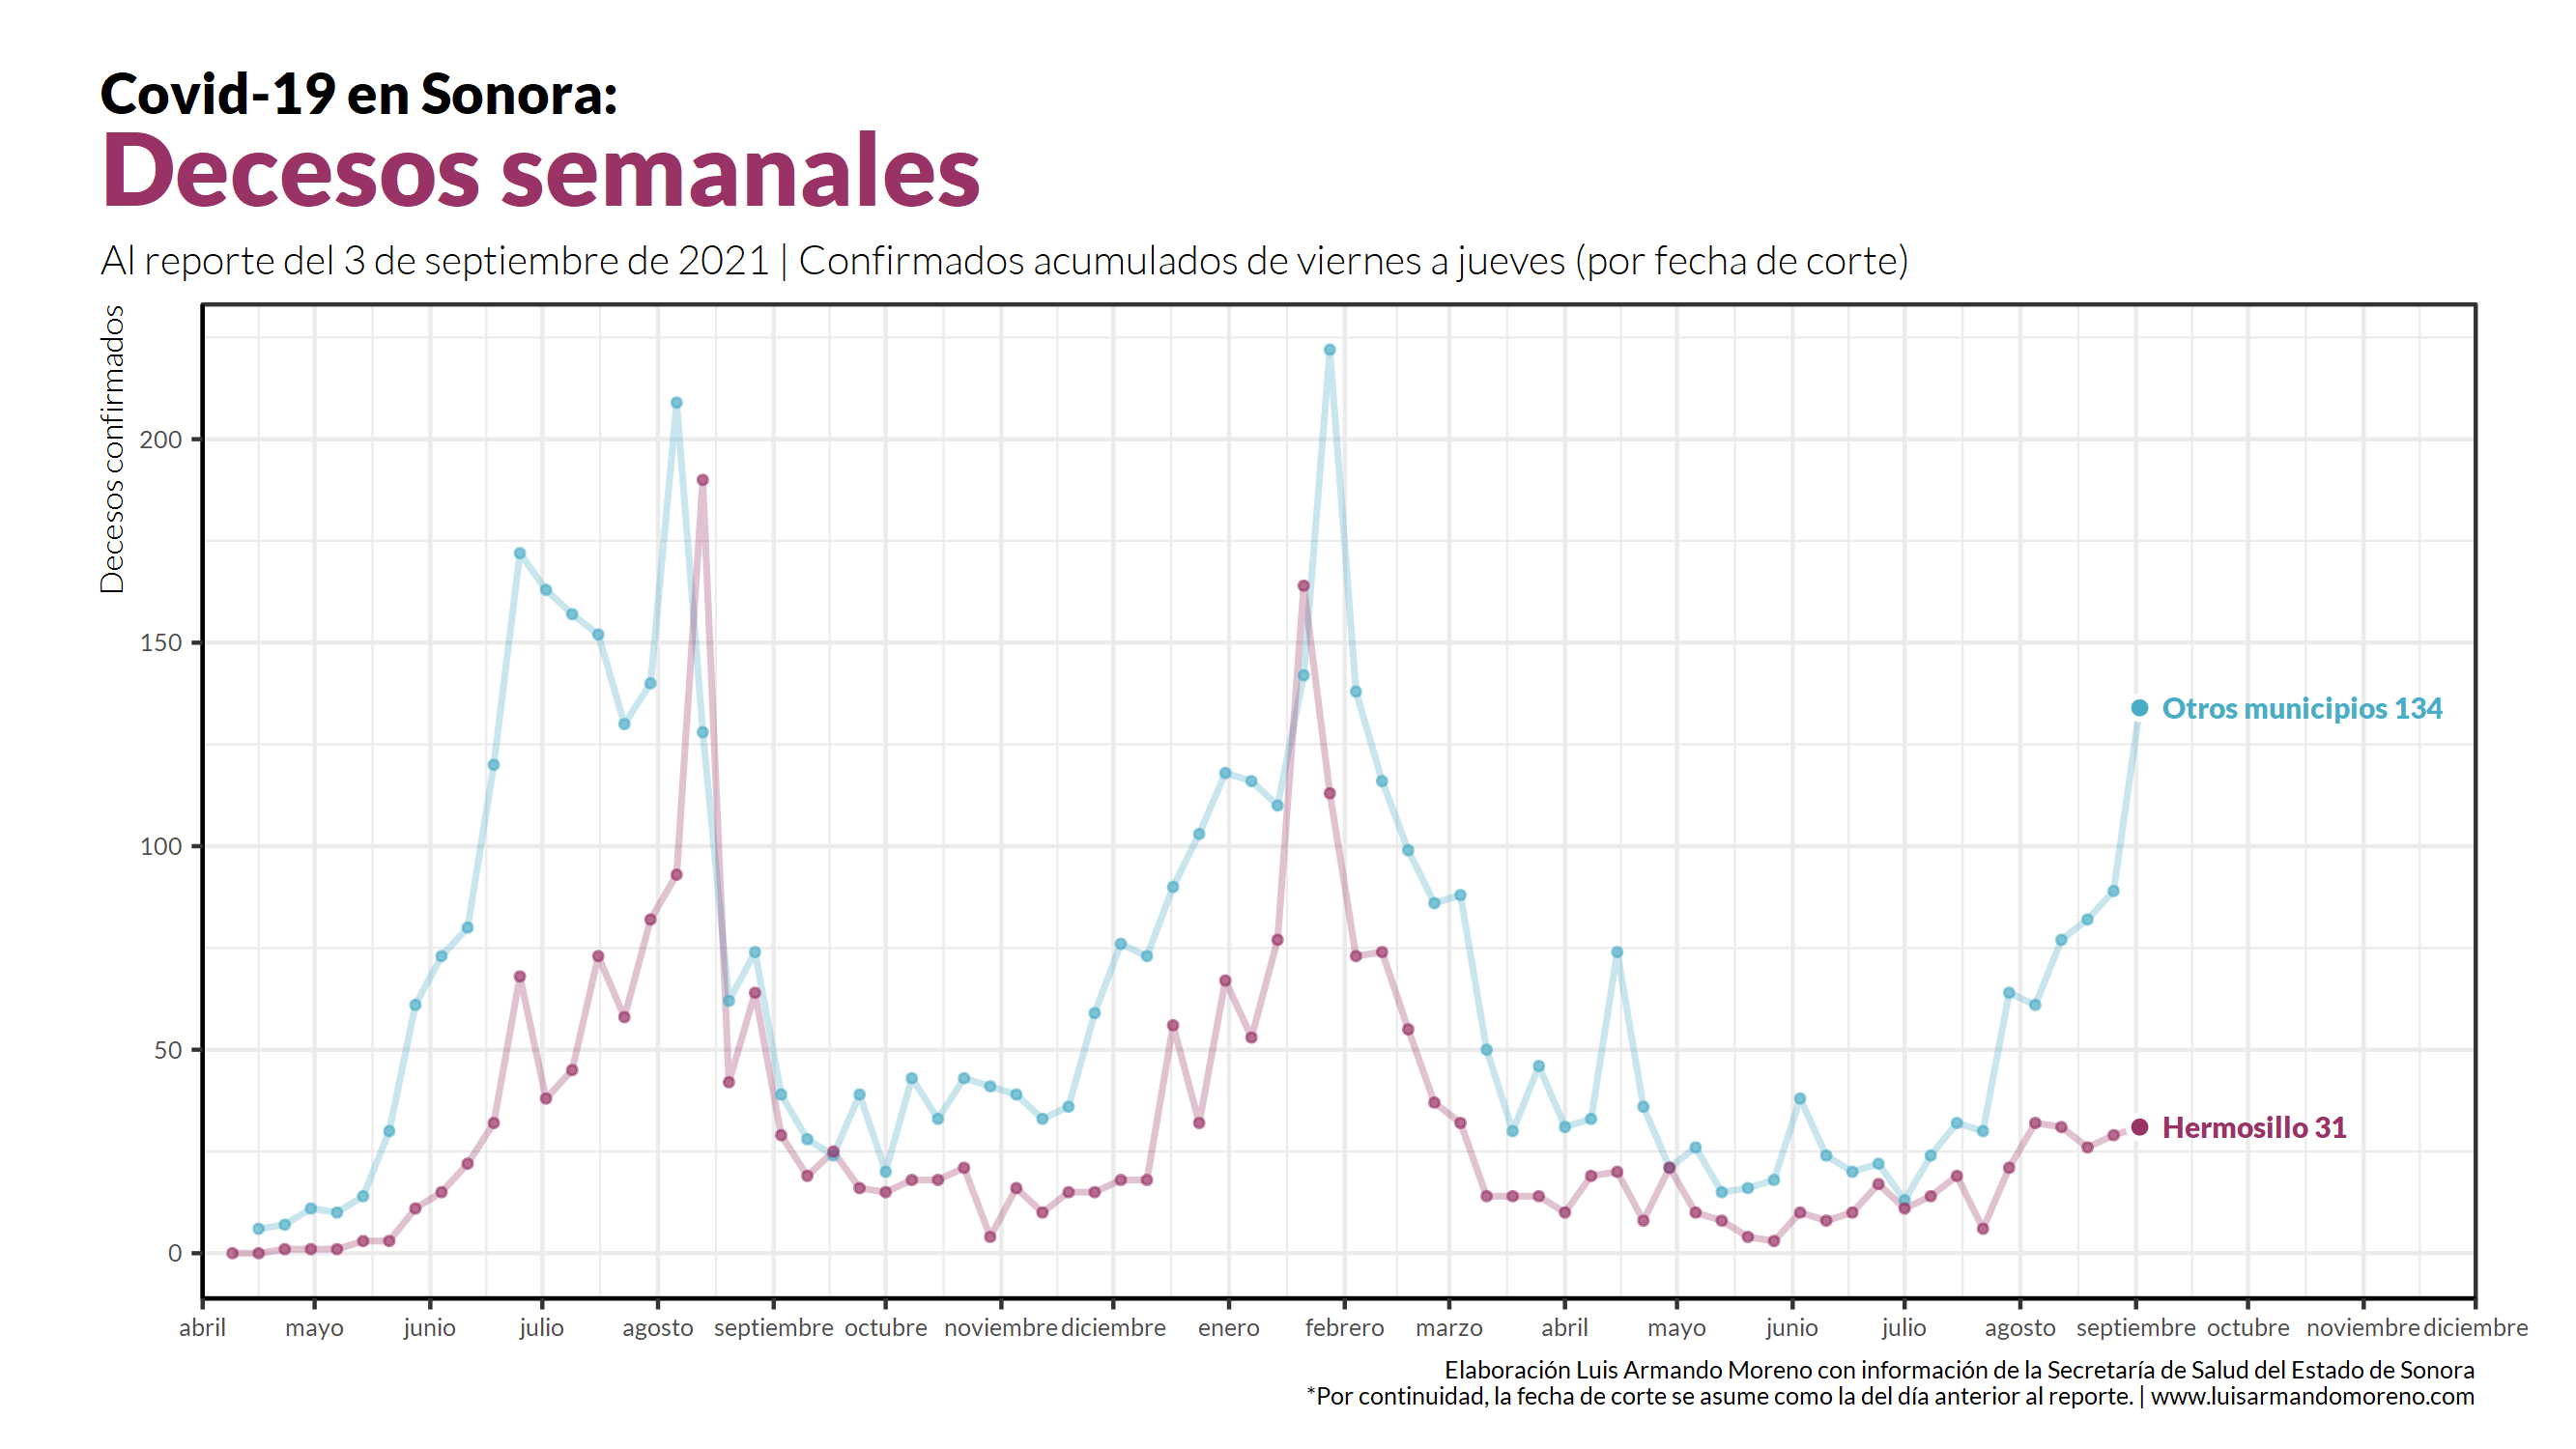 Covid-19 en Sonora:
Decesos semanales
Al reporte del 3 de septiembre de 2021 | Confirmados acumulados de viernes a jueves (por fecha de corte)
Decesos confirmados
200
150
100
50
0
Otros municipios 134
Hermosillo 31
abril mayo junio julio agosto septiembre octubre noviembre diciembre enero febrero marzo abril mayo junio julio agosto septiembre octubre noviembre diciembre
Elaboración Luis Armando Moreno con información de la Secretaría de Salud del Estado de Sonora
*Por continuidad, la fecha de corte se asume como la del día anterior al reporte. | www.luisarmandomoreno.com